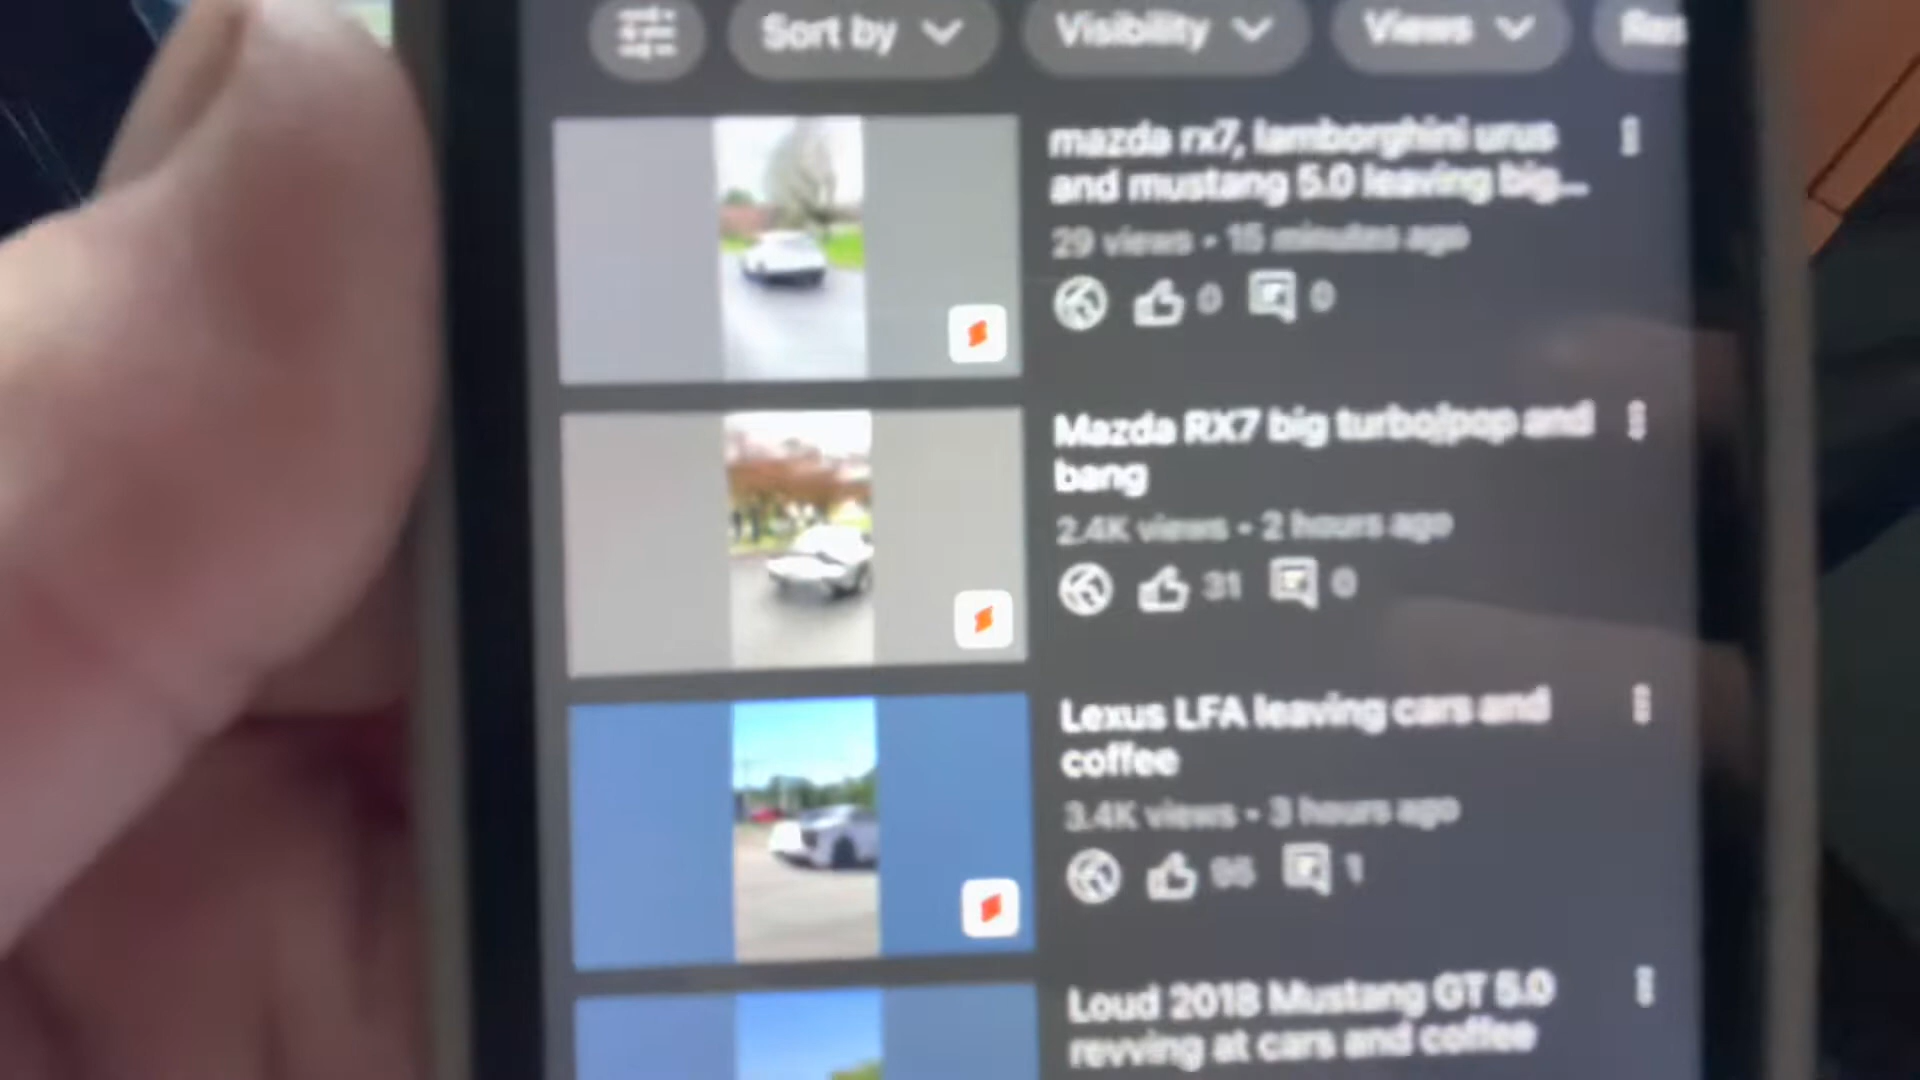 Sort by
Visibility
Views
Res
mazda rx7, lamborghini urus
and mustang 5.0 leaving big...
29 views • 15 minutes ago
0
0
Mazda RX7 big turbo/pop and
bang
2.4K views • 2 hours ago
31
0
Lexus LFA leaving cars and
coffee
3.4K views • 3 hours ago
1
Loud 2018 Mustang GT 5.0
revving at cars and coffee